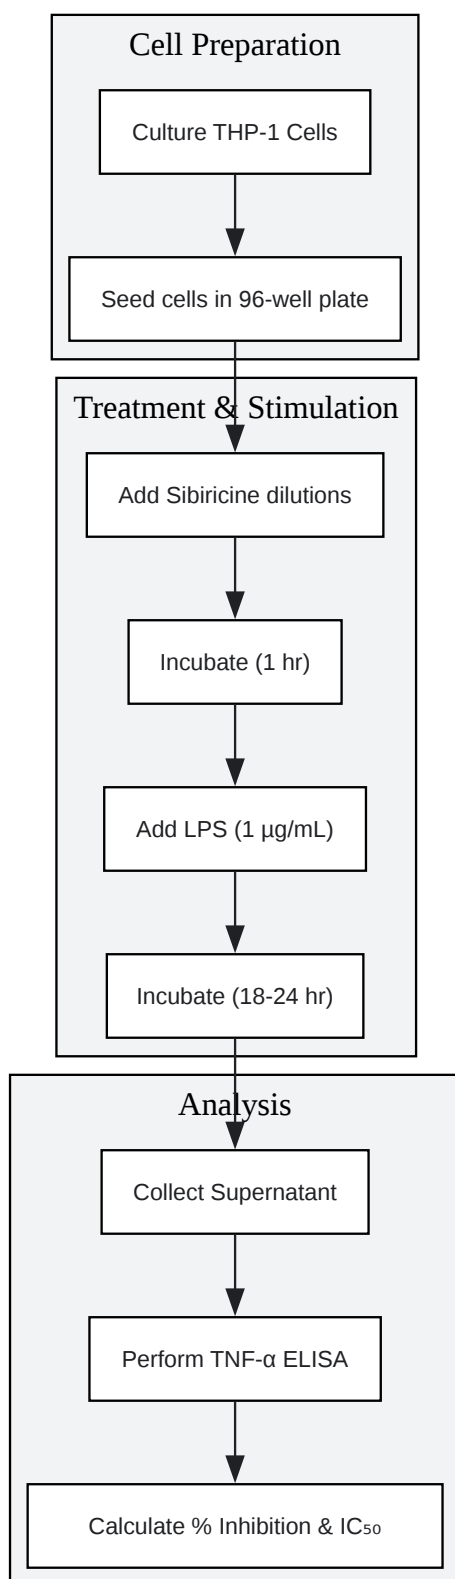 Cell Preparation
Culture THP-1 Cells
Seed cells in 96-well plate
Treatment & Stimulation
Add Sibiricine dilutions
Incubate (1 hr)
Add LPS (1 µg/mL)
Incubate (18-24 hr)
Analysis
Collect Supernatant
Perform TNF-α ELISA
Calculate % Inhibition & IC₅₀